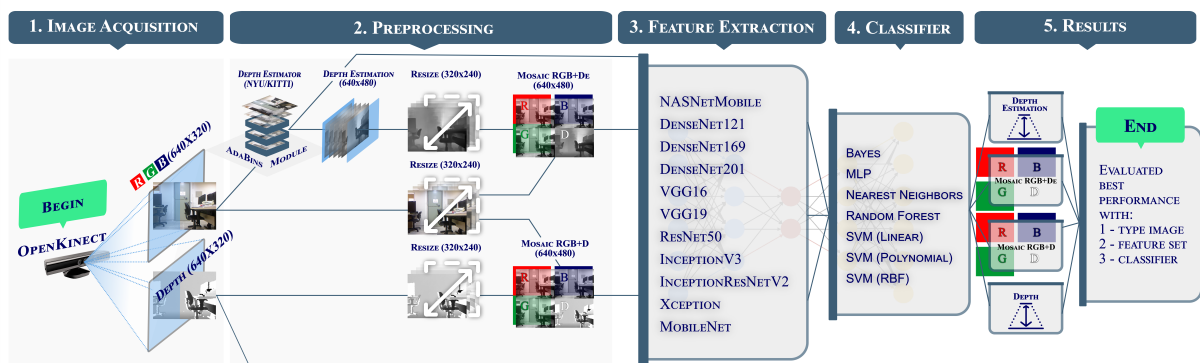 1. Image Acquisition
2. Preprocessing
3. Feature Extraction
4. Classifier
5. Results
Begin
OpenKinect
R G B (640X320)
Depth (640X320)
Depth Estimator
(NYU/KITTI)
AdaBins Module
Depth Estimation
(640x480)
Resize (320x240)
Mosaic RGB+De
(640x480)
R B
G D
Resize (320x240)
Resize (320x240)
Mosaic RGB+D
(640x480)
R B
G D
NASNetMobile
DenseNet121
DenseNet169
DenseNet201
VGG16
VGG19
ResNet50
InceptionV3
InceptionResNetV2
Xception
MobileNet
Bayes
MLP
Nearest Neighbors
Random Forest
SVM (Linear)
SVM (Polynomial)
SVM (RBF)
Depth
Estimation
R B
Mosaic RGB+De
G D
R B
Mosaic RGB+D
G D
Depth
End
Evaluated
best
performance
with:
1 - type image
2 - feature set
3 - classifier